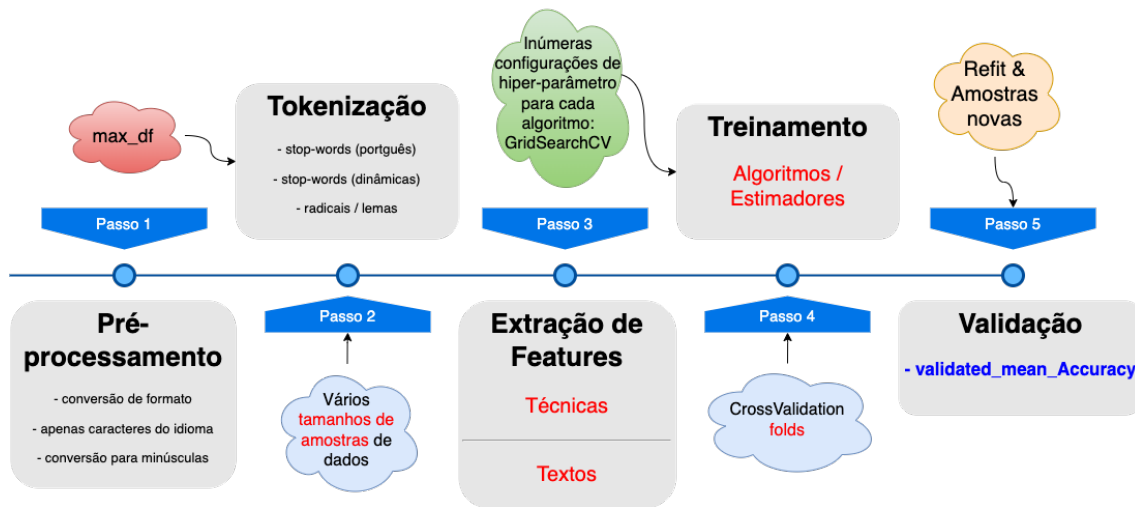 max_df
Tokenização
- stop-words (portguês)
- stop-words (dinâmicas)
- radicais / lemas
Inúmeras
configurações de
hiper-parâmetro
para cada
algoritmo:
GridSearchCV
Treinamento
Algoritmos /
Estimadores
Refit &
Amostras
novas
Passo 1
Passo 3
Passo 5
Passo 2
Passo 4
Pré-
processamento
- conversão de formato
- apenas caracteres do idioma
- conversão para minúsculas
Vários
tamanhos de
amostras de
dados
Extração de
Features
Técnicas
Textos
CrossValidation
folds
Validação
- validated_mean_Accuracy